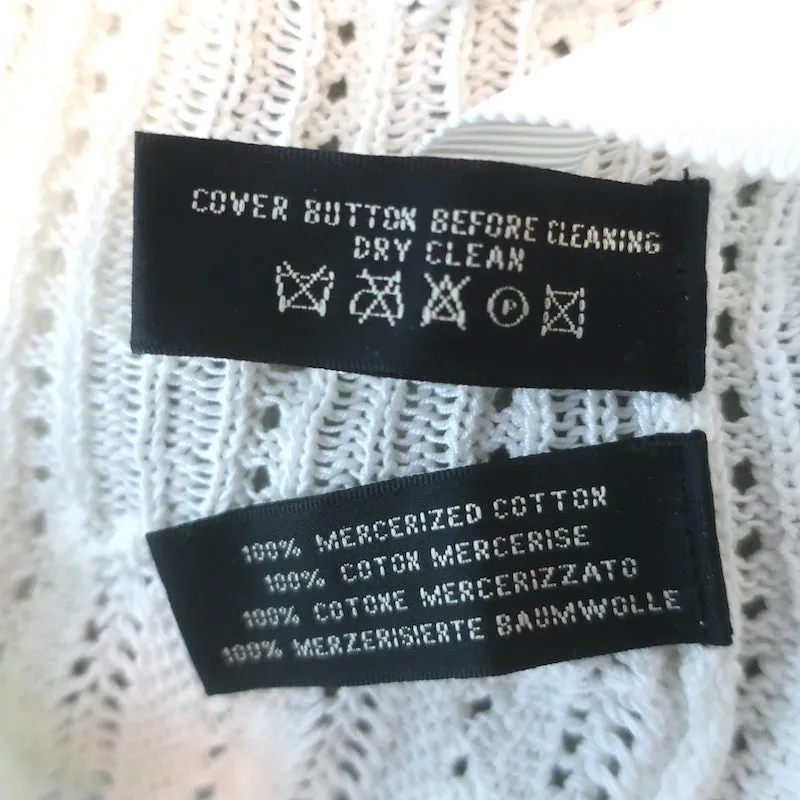 COVER BUTTON BEFORE CLEANING
DRY CLEAN
P
100% MERCERIZED COTTON
100% COTON MERCERISE
100% COTONE MERCERIZZATO
100% MERZERISIERTE BAUMWOLLE